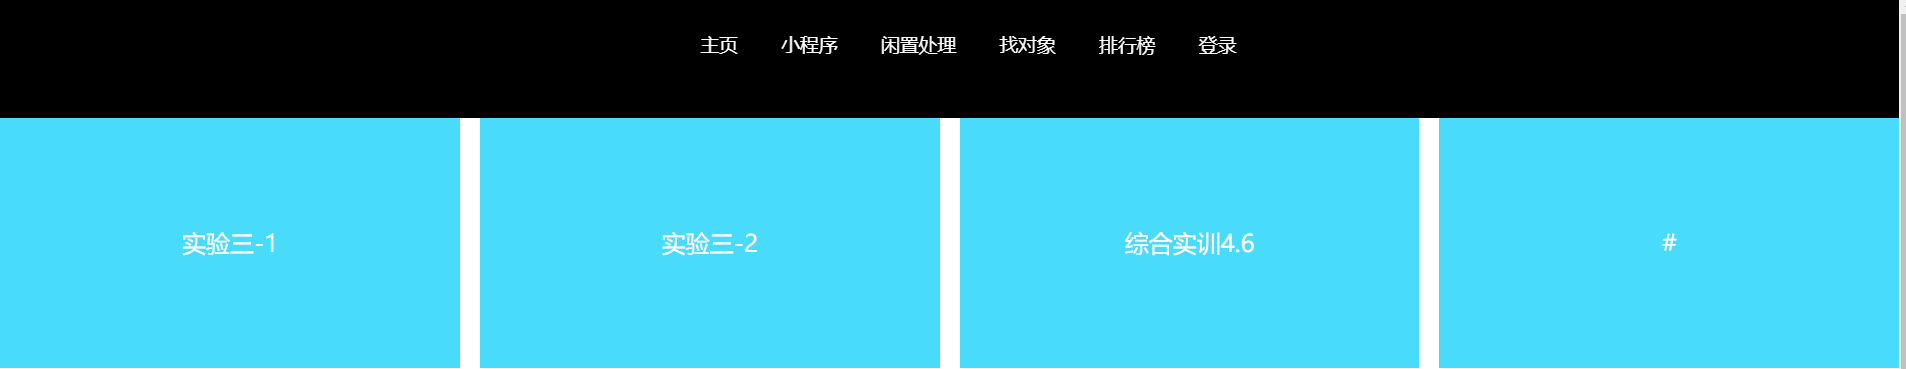 主页 小程序 闲置处理 找对象 排行榜 登录
实验三-1 实验三-2 综合实训4.6 #